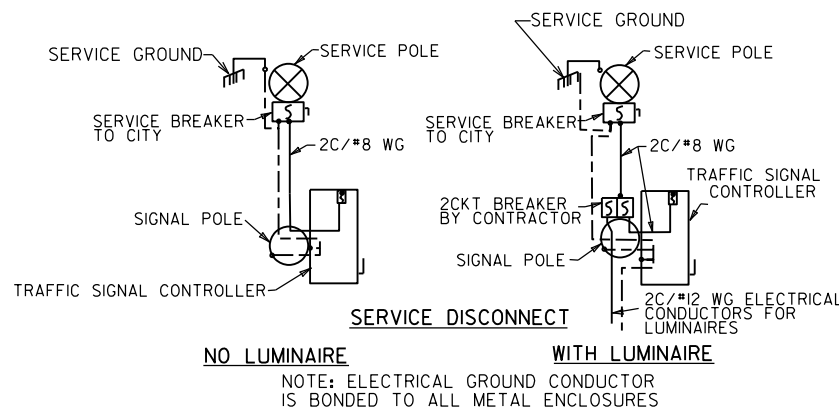 SERVICE GROUND
SERVICE POLE
SERVICE BREAKER
TO CITY
2C/#8 WG
SIGNAL POLE
TRAFFIC SIGNAL CONTROLLER
NO LUMINAIRE
SERVICE GROUND
SERVICE POLE
SERVICE BREAKER
TO CITY
2C/#8 WG
TRAFFIC SIGNAL
CONTROLLER
2CKT BREAKER
BY CONTRACTOR
SIGNAL POLE
2C/#12 WG ELECTRICAL
CONDUCTORS FOR
LUMINAIRES
SERVICE DISCONNECT
WITH LUMINAIRE
NOTE: ELECTRICAL GROUND CONDUCTOR
IS BONDED TO ALL METAL ENCLOSURES